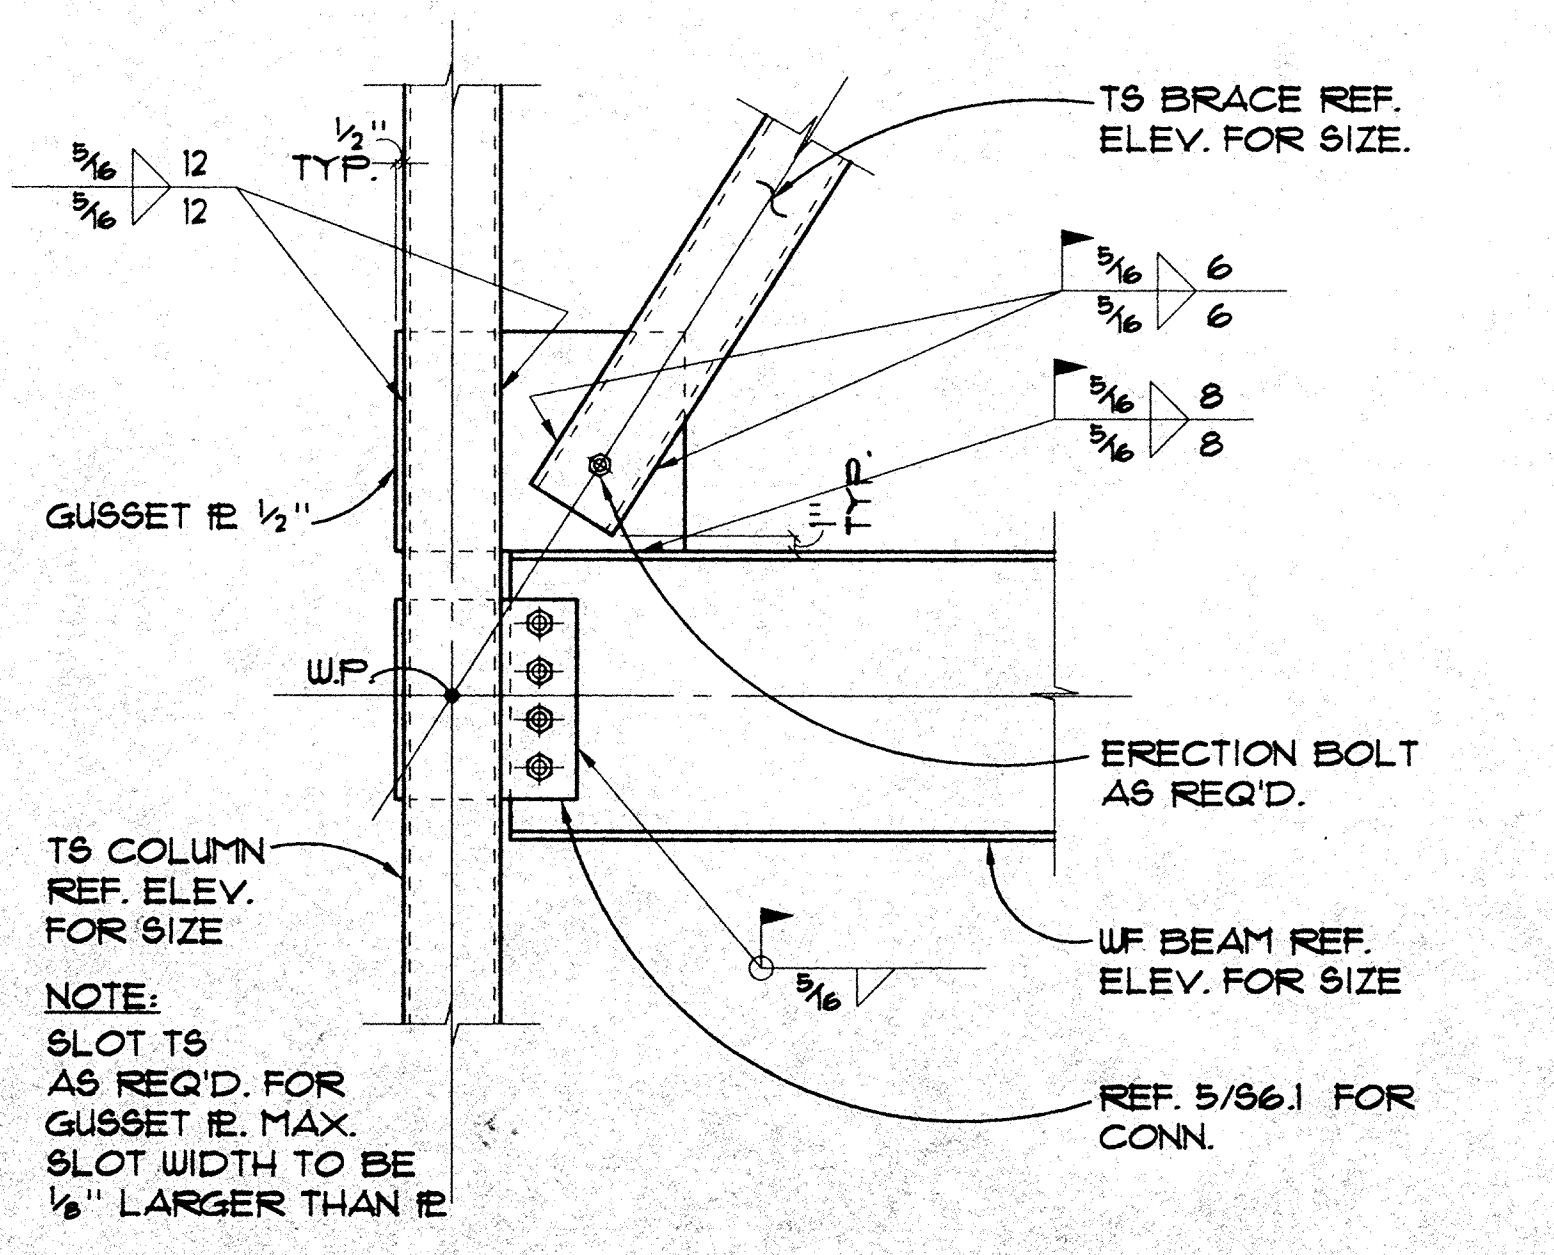 TS BRACE REF.
ELEV. FOR SIZE.
1/2"
TYP.
5/16 12
5/16 12
5/16 6
5/16 6
5/16 8
5/16 8
GUSSET PL 1/2"
1"
TYP.
W.P.
ERECTION BOLT
AS REQ'D.
TS COLUMN
REF. ELEV.
FOR SIZE
WF BEAM REF.
ELEV. FOR SIZE
5/16
NOTE:
SLOT TS
AS REQ'D. FOR
GUSSET PL. MAX.
SLOT WIDTH TO BE
1/8" LARGER THAN PL
REF. 5/S6.1 FOR
CONN.